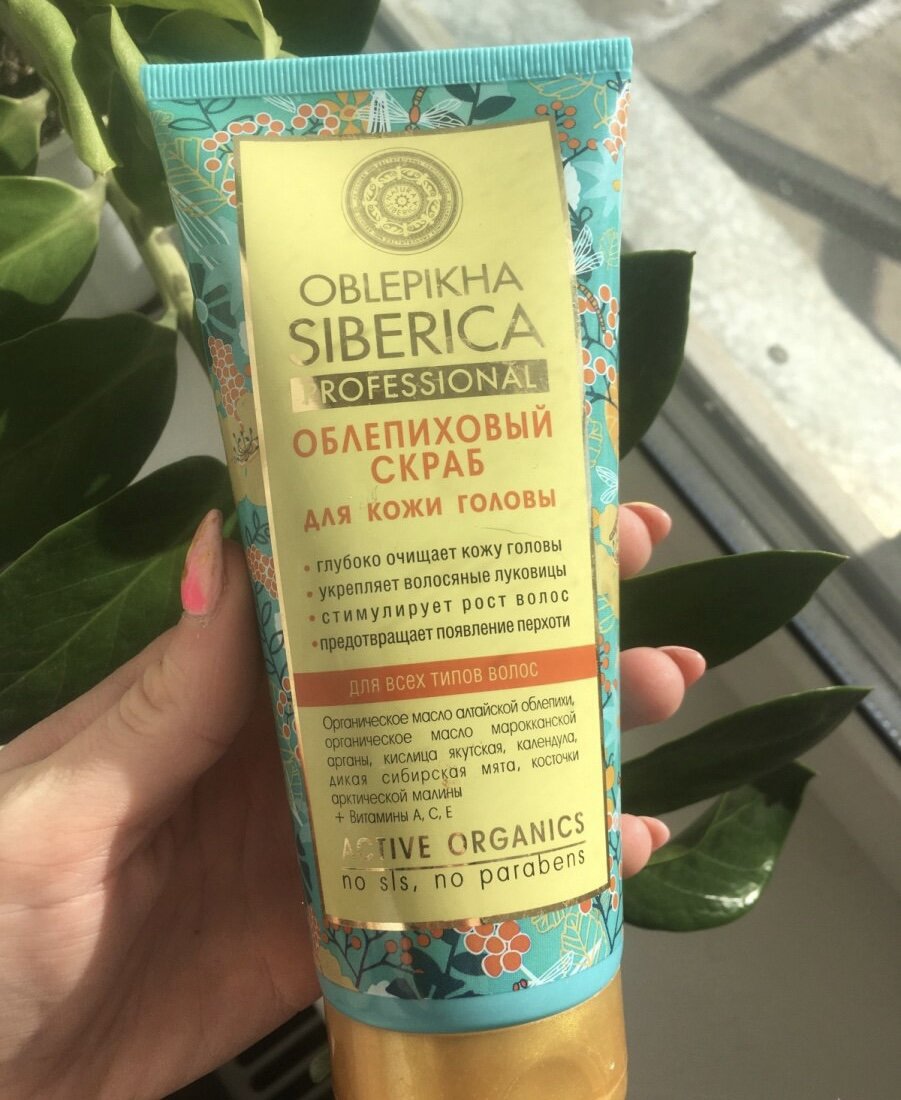 NATURA SIBERICA
OBLEPIKHA
SIBERICA
PROFESSIONAL
ОБЛЕПИХОВЫЙ
СКРАБ
для кожи головы
• глубоко очищает кожу головы
• укрепляет волосяные луковицы
• стимулирует рост волос
• предотвращает появление перхоти
для всех типов волос
Органическое масло алтайской облепихи,
органическое масло марокканской
арганы, кислица якутская, календула,
дикая сибирская мята, косточки
арктической малины
+ Витамины А, С, Е
ACTIVE ORGANICS
no sls, no parabens